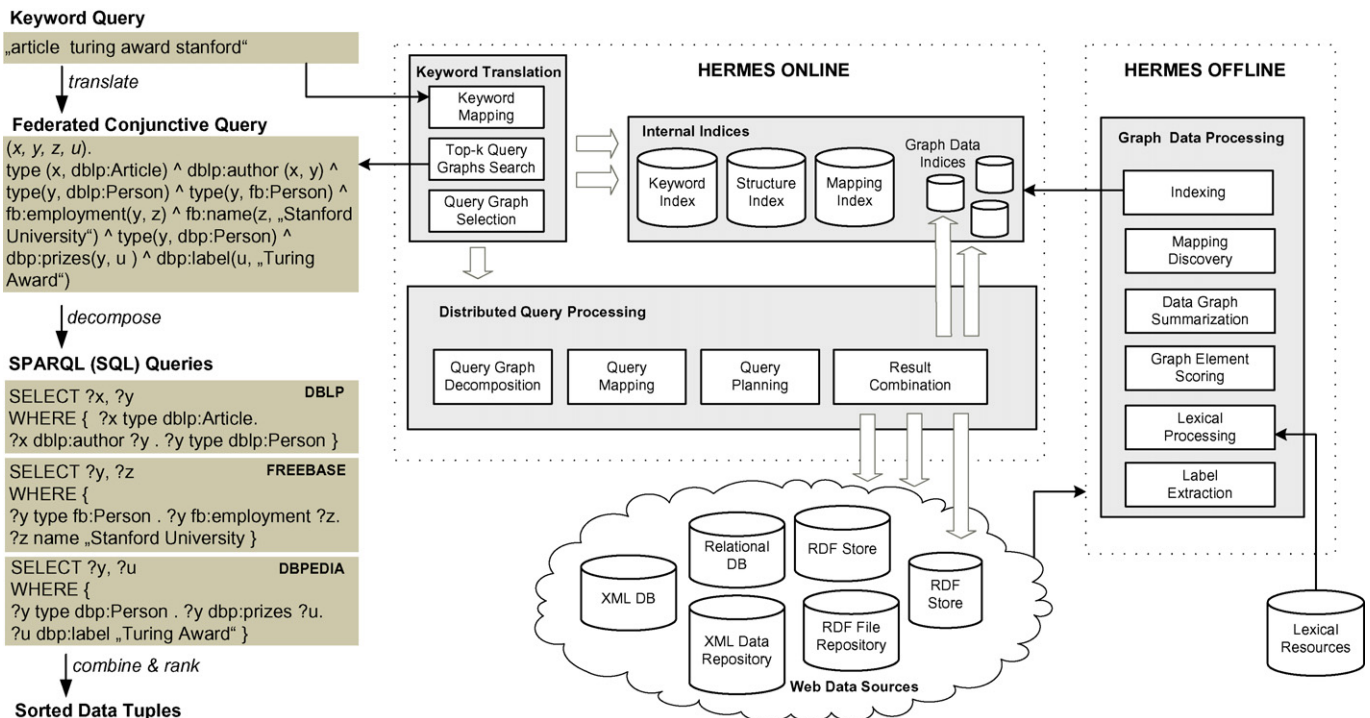 Keyword Query
„article turing award stanford“
translate
Federated Conjunctive Query
(x, y, z, u).
type (x, dblp:Article) ^ dblp:author (x, y) ^
type(y, dblp:Person) ^ type(y, fb:Person) ^
fb:employment(y, z) ^ fb:name(z, „Stanford
University“) ^ type(y, dbp:Person) ^
dbp:prizes(y, u ) ^ dbp:label(u, „Turing
Award“)
decompose
SPARQL (SQL) Queries
SELECT ?x, ?y DBLP
WHERE { ?x type dblp:Article.
?x dblp:author ?y . ?y type dblp:Person }
SELECT ?y, ?z FREEBASE
WHERE {
?y type fb:Person . ?y fb:employment ?z.
?z name „Stanford University }
SELECT ?y, ?u DBPEDIA
WHERE {
?y type dbp:Person . ?y dbp:prizes ?u.
?u dbp:label „Turing Award“ }
combine & rank
Sorted Data Tuples
HERMES ONLINE
Keyword Translation
Keyword
Mapping
Top-k Query
Graphs Search
Query Graph
Selection
Internal Indices
Keyword
Index
Structure
Index
Mapping
Index
Graph Data
Indices
Distributed Query Processing
Query Graph
Decomposition
Query
Mapping
Query
Planning
Result
Combination
XML DB
Relational
DB
RDF Store
RDF
Store
XML Data
Repository
RDF File
Repository
Web Data Sources
HERMES OFFLINE
Graph Data Processing
Indexing
Mapping
Discovery
Data Graph
Summarization
Graph Element
Scoring
Lexical
Processing
Label
Extraction
Lexical
Resources